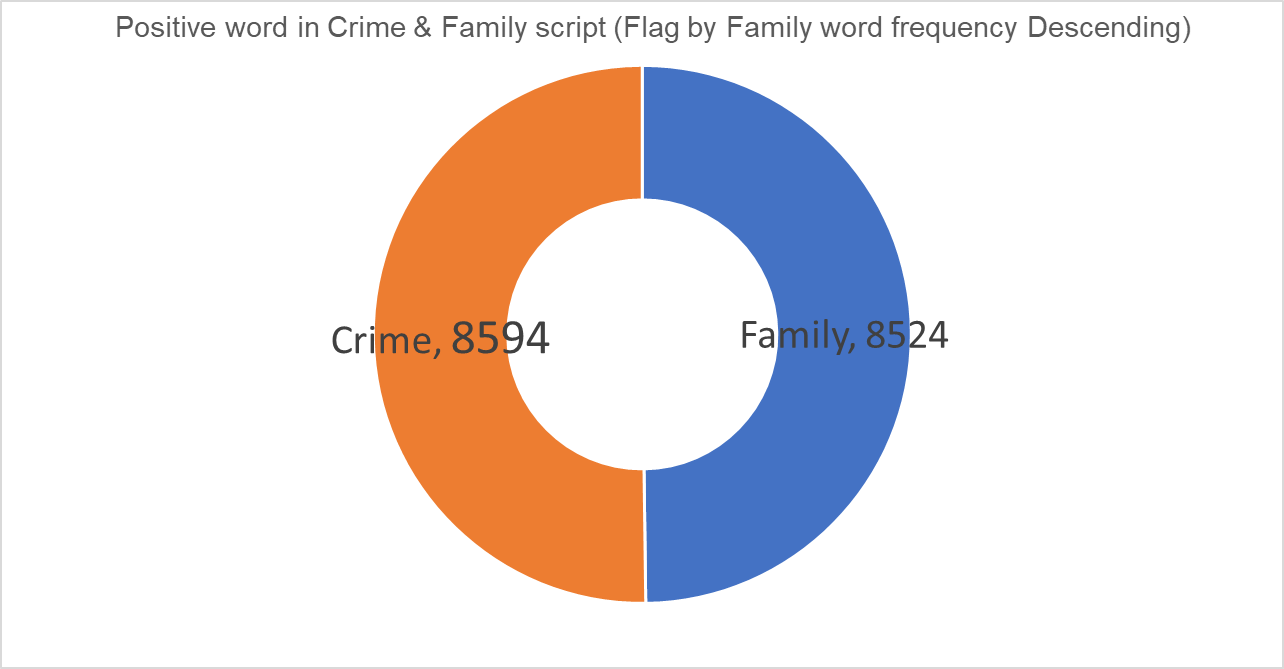 Positive word in Crime & Family script (Flag by Family word frequency Descending)
Crime, 8594
Family, 8524